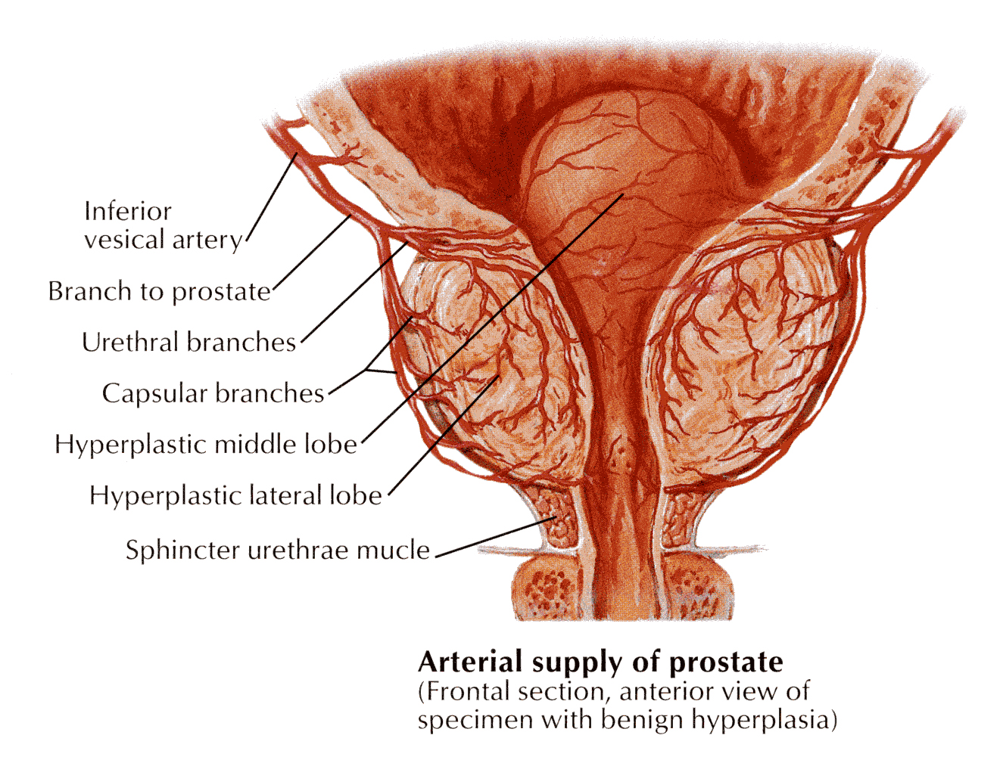 Inferior
vesical artery
Branch to prostate
Urethral branches
Capsular branches
Hyperplastic middle lobe
Hyperplastic lateral lobe
Sphincter urethrae mucle
Arterial supply of prostate
(Frontal section, anterior view of
specimen with benign hyperplasia)